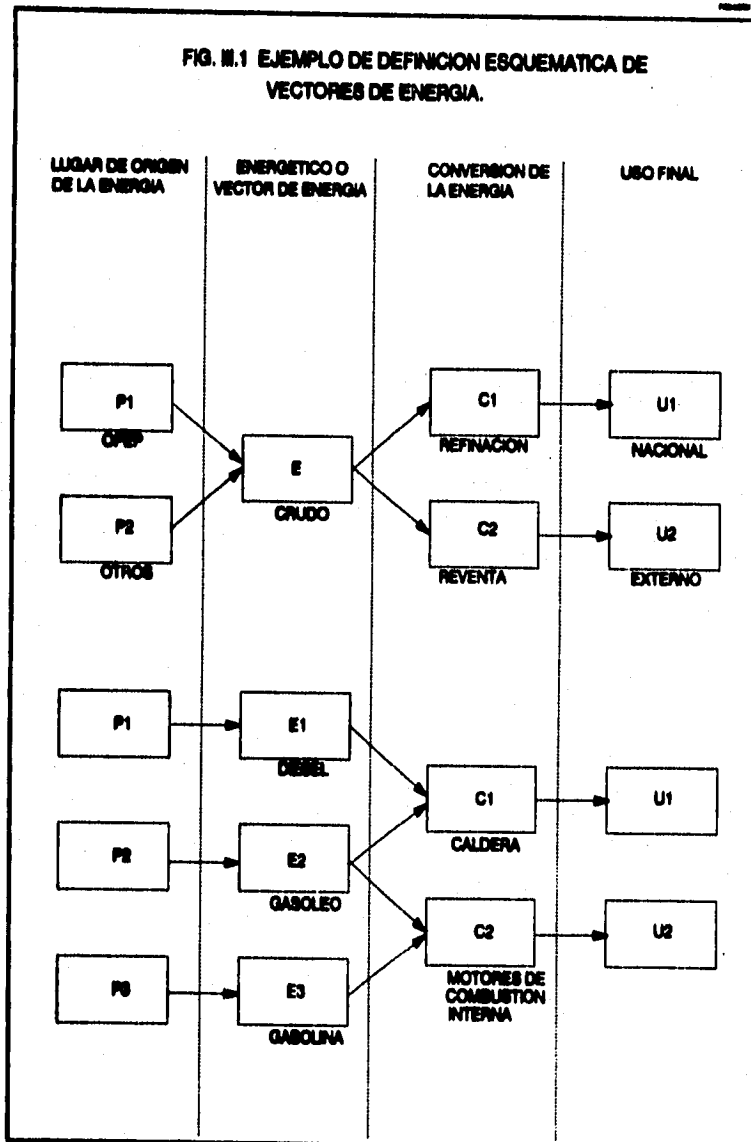 FIG. III.1 EJEMPLO DE DEFINICION ESQUEMATICA DE
VECTORES DE ENERGIA.
LUGAR DE ORIGEN
DE LA ENERGIA
ENERGETICO O
VECTOR DE ENERGIA
CONVERSION DE
LA ENERGIA
USO FINAL
P1
OPEP
P2
OTROS
E
CRUDO
C1
REFINACION
C2
REVENTA
U1
NACIONAL
U2
EXTERNO
P1
E1
DIESEL
P2
E2
GASOLEO
P3
E3
GASOLINA
C1
CALDERA
C2
MOTORES DE
COMBUSTION
INTERNA
U1
U2